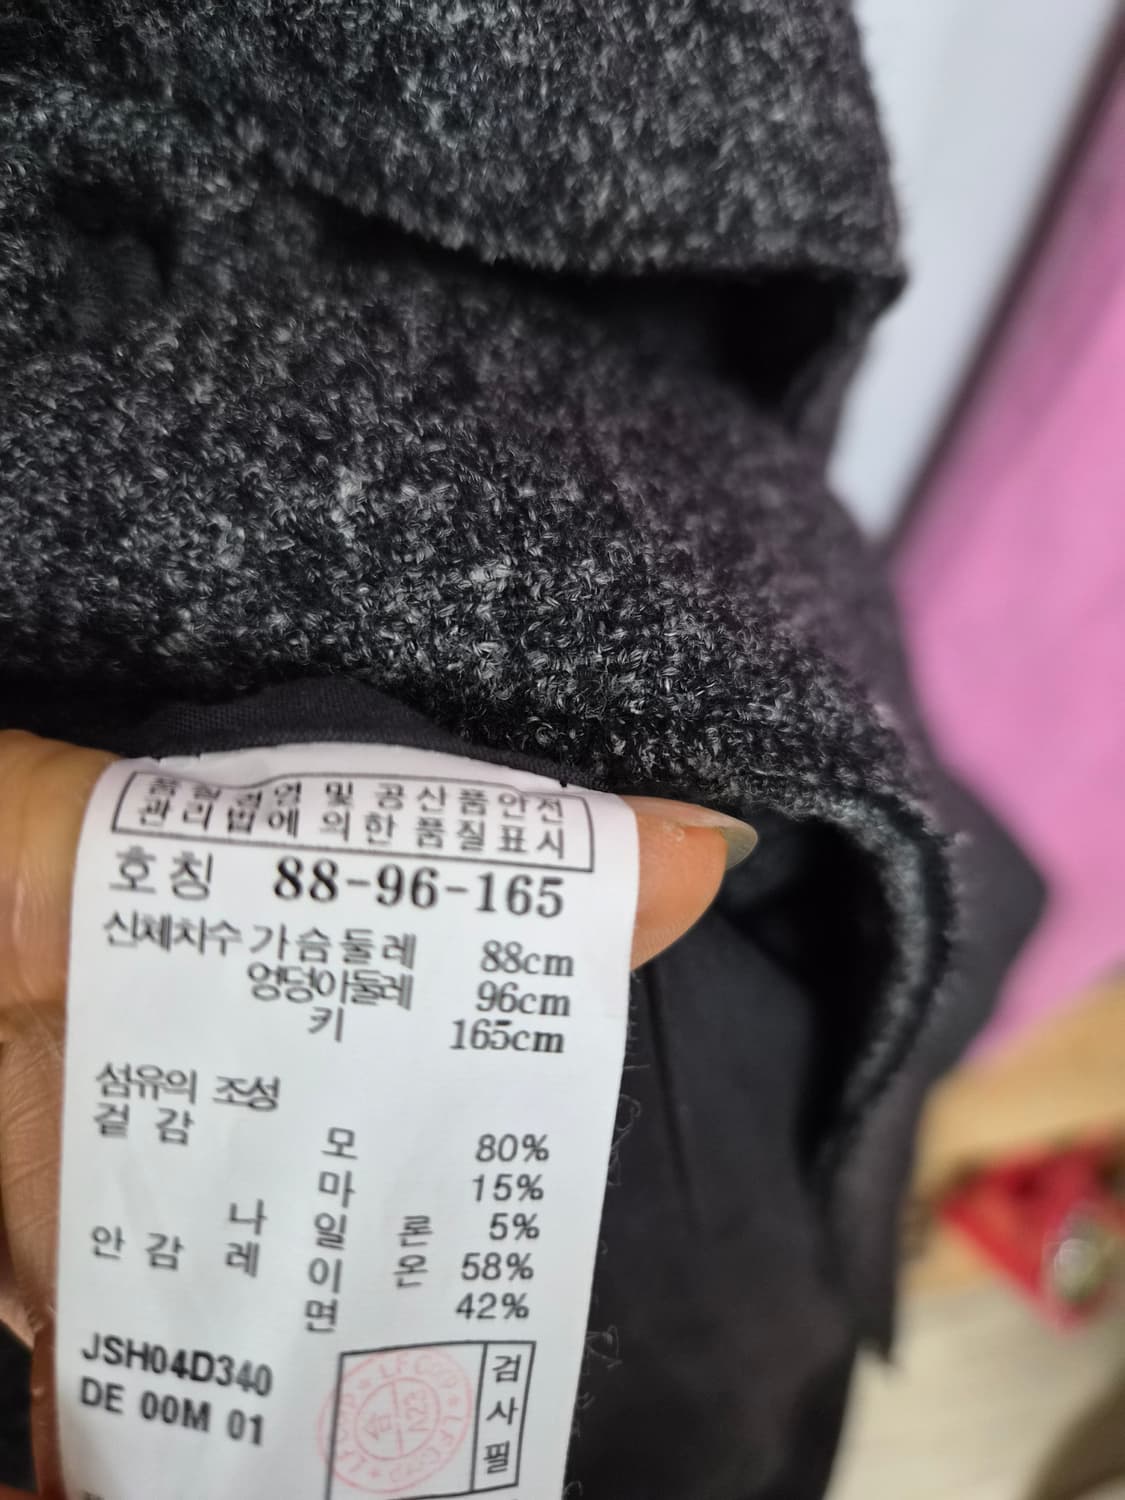 품질경영 및 공산품안전
관리법에 의한 품질표시
호칭 88-96-165
신체치수 가슴둘레 88cm
엉덩이둘레 96cm
키 165cm
섬유의 조성
겉감
모 80%
마 15%
나일론 5%
안감 레이온 58%
면 42%
JSH04D340
DE 00M 01
검사필
LF Corp